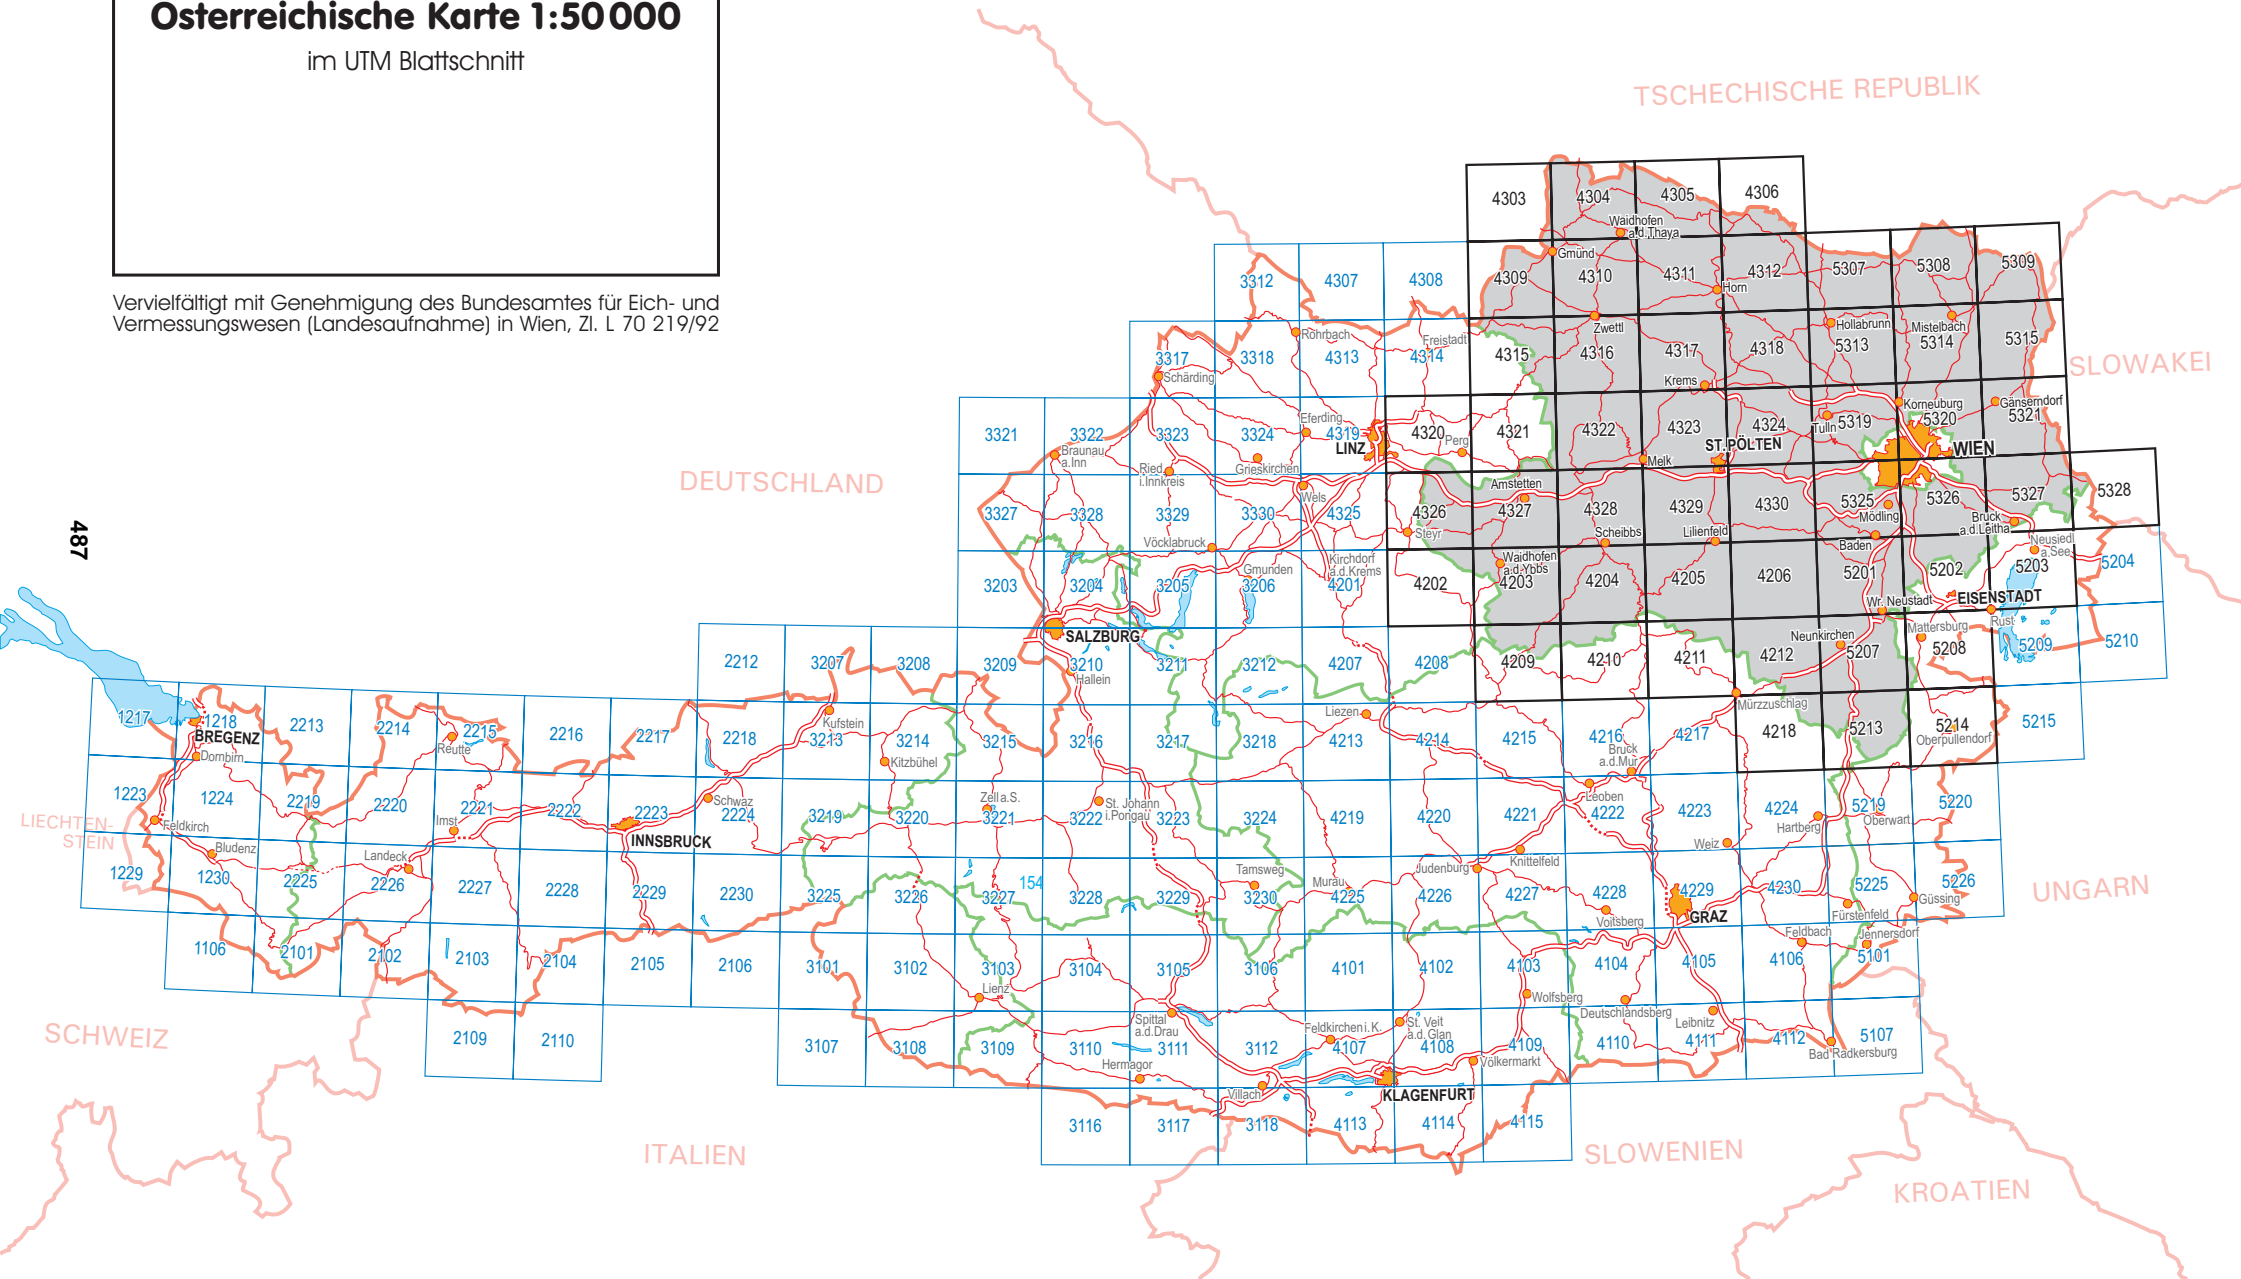 Österreichische Karte 1:50 000
im UTM Blattschnitt
Vervielfältigt mit Genehmigung des Bundesamtes für Eich- und
Vermessungswesen (Landesaufnahme) in Wien, Zl. L 70 219/92
487
TSCHECHISCHE REPUBLIK
SLOWAKEI
DEUTSCHLAND
LIECHTEN-
STEIN
SCHWEIZ
ITALIEN
SLOWENIEN
KROATIEN
UNGARN
4303 4304 4305 4306
Waidhofen
a.d.Thaya
Gmünd
3312 4307 4308 4309 4310 4311 4312 5307 5308 5309
Horn
Rohrbach
Freistadt
Zwettl
Hollabrunn
Mistelbach
3317 3318 4313 4314 4315 4316 4317 4318 5313 5314 5315
Schärding
Krems
Eferding
Korneuburg
Gänserndorf
Tulln
3321 3322 3323 3324 4319 4320 4321 4322 4323 4324 5319 5320 5321
LINZ
Perg
ST.PÖLTEN
WIEN
Braunau
a.Inn
Ried
i.Innkreis
Grieskirchen
Melk
Wels
Amstetten
3327 3328 3329 3330 4325 4326 4327 4328 4329 4330 5325 5326 5327 5328
Steyr
Scheibbs
Lilienfeld
Mödling
Bruck
a.d.Leitha
Vöcklabruck
Baden
Neusiedl
a.See
Kirchdorf
a.d.Krems
Waidhofen
a.d.Ybbs
Gmunden
3203 3204 3205 3206 4201 4202 4203 4204 4205 4206 5201 5202 5203 5204
Wr. Neustadt
EISENSTADT
Rust
SALZBURG
Mattersburg
Neunkirchen
2212 3207 3208 3209 3210 3211 3212 4207 4208 4209 4210 4211 4212 5207 5208 5209 5210
Hallein
Liezen
Mürzzuschlag
1217 1218 2213 2214 2215 2216 2217 2218 3213 3214 3215 3216 3217 3218 4213 4214 4215 4216 4217 4218 5213 5214 5215
BREGENZ
Dornbirn
Reutte
Kufstein
Kitzbühel
Bruck
a.d.Mur
Oberpullendorf
1223 1224 2219 2220 2221 2222 2223 2224 3219 3220 3221 3222 3223 3224 4219 4220 4221 4222 4223 4224 5219 5220
Feldkirch
Imst
Schwaz
INNSBRUCK
Zell a.S.
St. Johann
i.Pongau
Leoben
Hartberg
Oberwart
Weiz
Bludenz
Landeck
Knittelfeld
Judenburg
Tamsweg
Murau
154
1229 1230 2225 2226 2227 2228 2229 2230 3225 3226 3227 3228 3229 3230 4225 4226 4227 4228 4229 4230 5225 5226
Voitsberg
GRAZ
Fürstenfeld
Güssing
Feldbach
Jennersdorf
1106 2101 2102 2103 2104 2105 2106 3101 3102 3103 3104 3105 3106 4101 4102 4103 4104 4105 4106 5101
Lienz
Wolfsberg
Deutschlandsberg
Leibnitz
Spittal
a.d.Drau
Feldkirchen i.K.
St. Veit
a.d.Glan
2109 2110 3107 3108 3109 3110 3111 3112 4107 4108 4109 4110 4111 4112 5107
Hermagor
Völkermarkt
Bad Radkersburg
Villach
KLAGENFURT
3116 3117 3118 4113 4114 4115